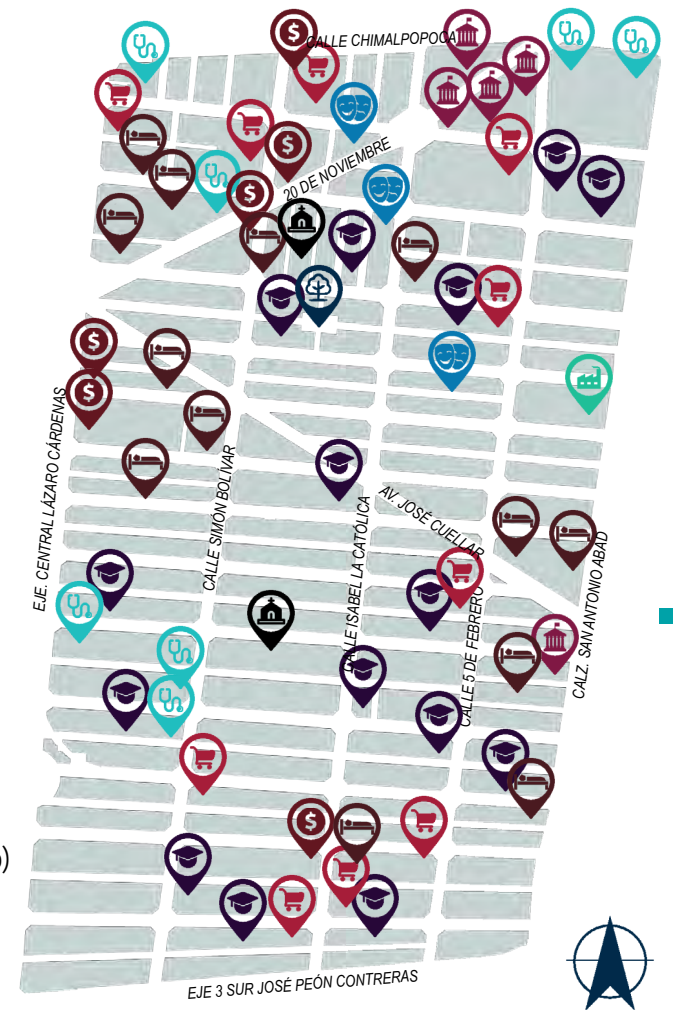 CALLE CHIMALPOPOCA
20 DE NOVIEMBRE
EJE. CENTRAL LÁZARO CÁRDENAS
CALLE SIMÓN BOLÍVAR
CALLE ISABEL LA CATÓLICA
AV. JOSÉ CUELLAR
CALLE 5 DE FEBRERO
CALZ. SAN ANTONIO ABAD
)
EJE 3 SUR JOSÉ PEÓN CONTRERAS